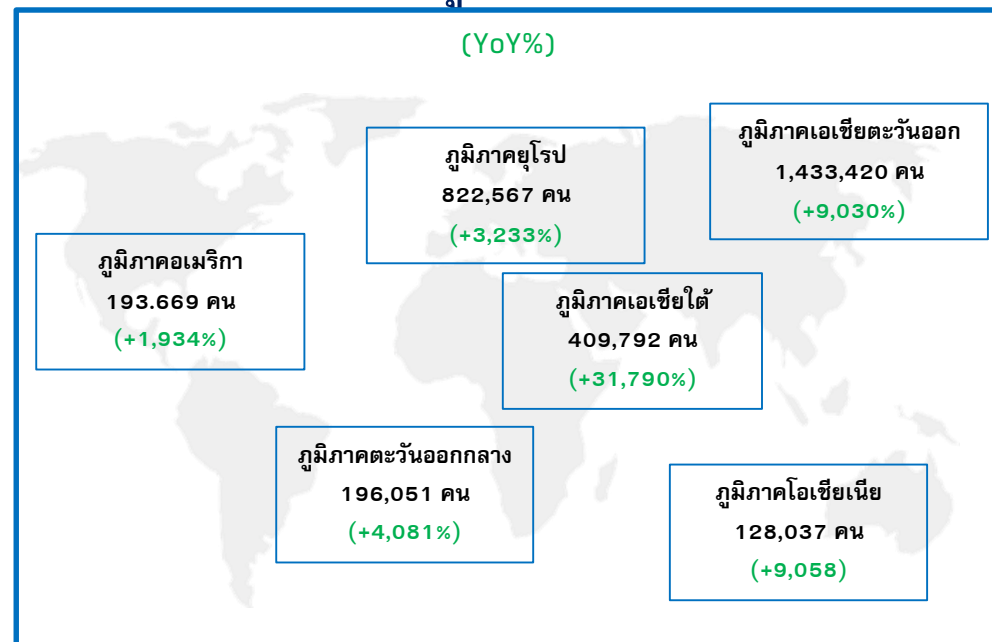 (YoY%)
ภูมิภาคยุโรป
822,567 คน
(+3,233%)
ภูมิภาคเอเชียตะวันออก
1,433,420 คน
(+9,030%)
ภูมิภาคอเมริกา
193.669 คน
(+1,934%)
ภูมิภาคเอเชียใต้
409,792 คน
(+31,790%)
ภูมิภาคตะวันออกกลาง
196,051 คน
(+4,081%)
ภูมิภาคโอเชียเนีย
128,037 คน
(+9,058)